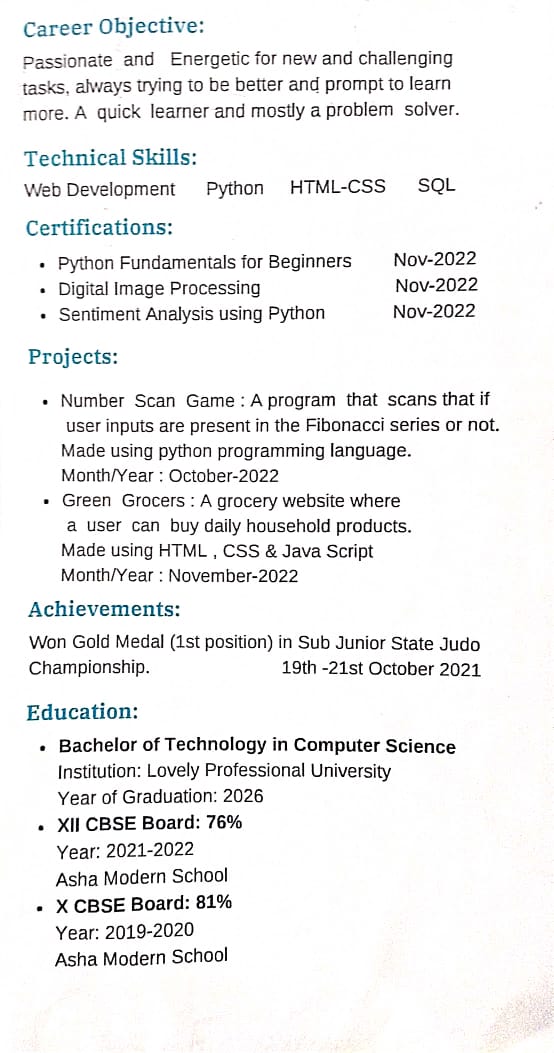 Career Objective:
Passionate and Energetic for new and challenging
tasks, always trying to be better and prompt to learn
more. A quick learner and mostly a problem solver.
Technical Skills:
Web Development Python HTML-CSS SQL
Certifications:
• Python Fundamentals for Beginners Nov-2022
• Digital Image Processing Nov-2022
• Sentiment Analysis using Python Nov-2022
Projects:
• Number Scan Game : A program that scans that if
user inputs are present in the Fibonacci series or not.
Made using python programming language.
Month/Year : October-2022
• Green Grocers : A grocery website where
a user can buy daily household products.
Made using HTML , CSS & Java Script
Month/Year : November-2022
Achievements:
Won Gold Medal (1st position) in Sub Junior State Judo
Championship. 19th -21st October 2021
Education:
• Bachelor of Technology in Computer Science
Institution: Lovely Professional University
Year of Graduation: 2026
• XII CBSE Board: 76%
Year: 2021-2022
Asha Modern School
• X CBSE Board: 81%
Year: 2019-2020
Asha Modern School